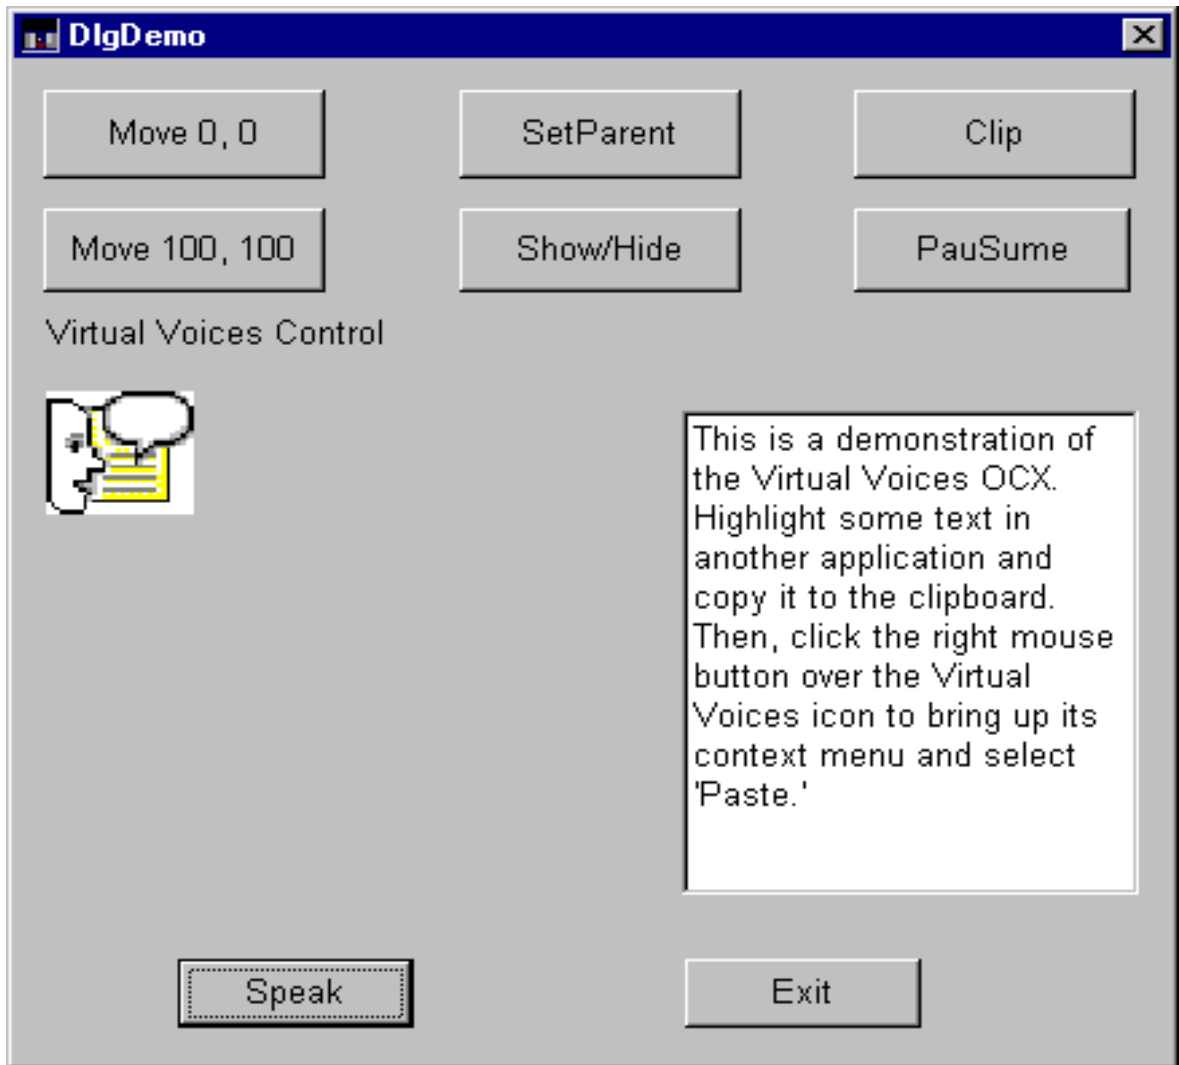 DlgDemo
Move 0, 0
SetParent
Clip
Move 100, 100
Show/Hide
PauSume
Virtual Voices Control
This is a demonstration of
the Virtual Voices OCX.
Highlight some text in
another application and
copy it to the clipboard.
Then, click the right mouse
button over the Virtual
Voices icon to bring up its
context menu and select
'Paste.'
Speak
Exit